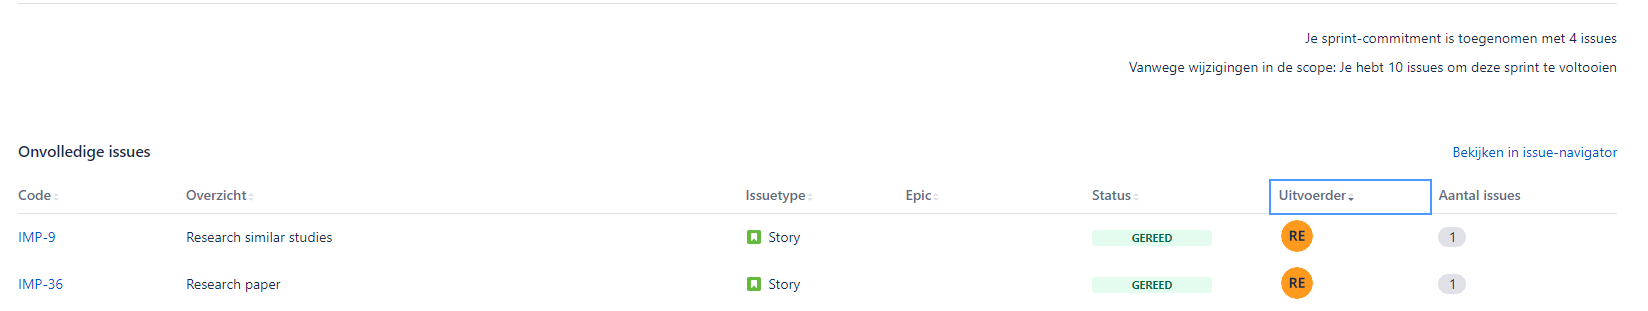 Je sprint-commitment is toegenomen met 4 issues
Vanwege wijzigingen in de scope: Je hebt 10 issues om deze sprint te voltooien
Onvolledige issues
Bekijken in issue-navigator
Code Overzicht Issuetype Epic Status Uitvoerder Aantal issues
IMP-9 Research similar studies Story GEREED RE 1
IMP-36 Research paper Story GEREED RE 1